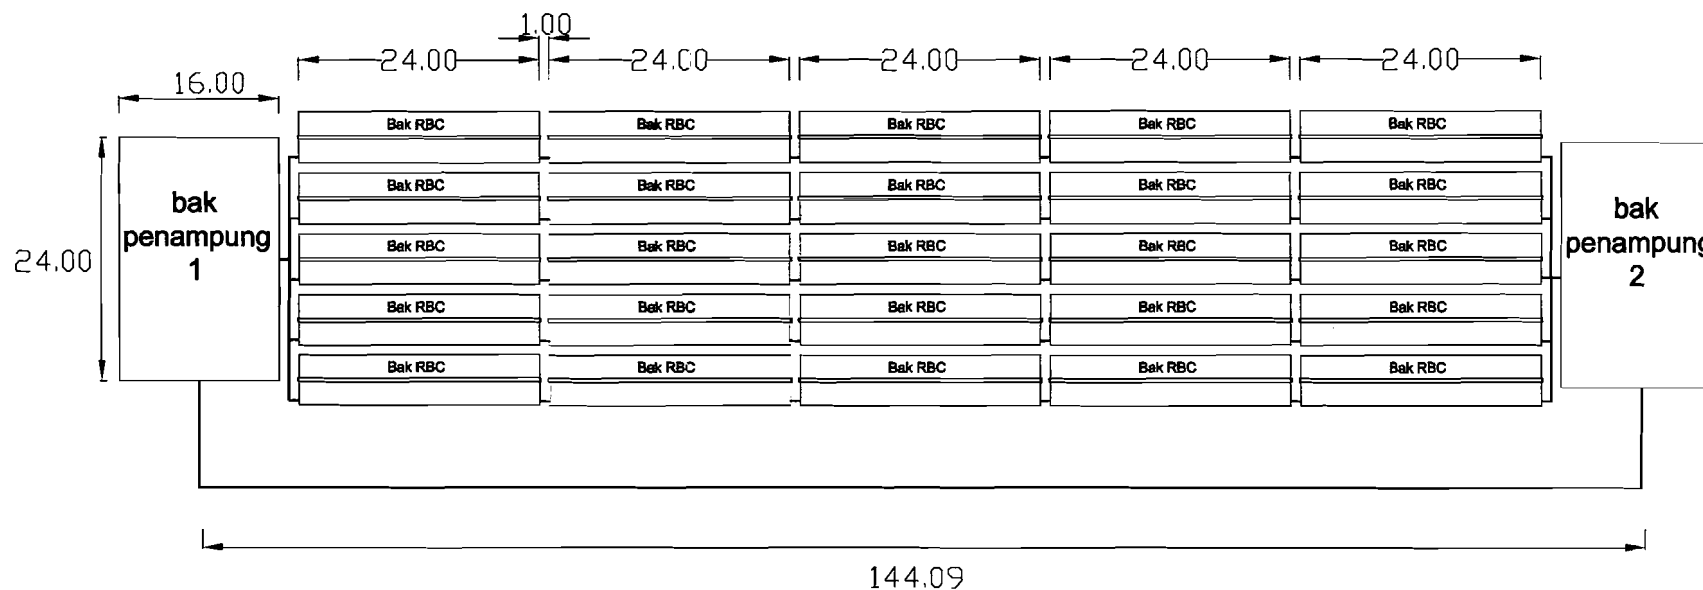 1.00
24.00 24.00 24.00 24.00 24.00
16.00
Bak RBC Bak RBC Bak RBC Bak RBC Bak RBC
Bak RBC Bak RBC Bak RBC Bak RBC Bak RBC
bak
penampung
1
bak
penampung
2
24.00
Bak RBC Bak RBC Bak RBC Bak RBC Bak RBC
Bak RBC Bak RBC Bak RBC Bak RBC Bak RBC
Bak RBC Bak RBC Bak RBC Bak RBC Bak RBC
144.09